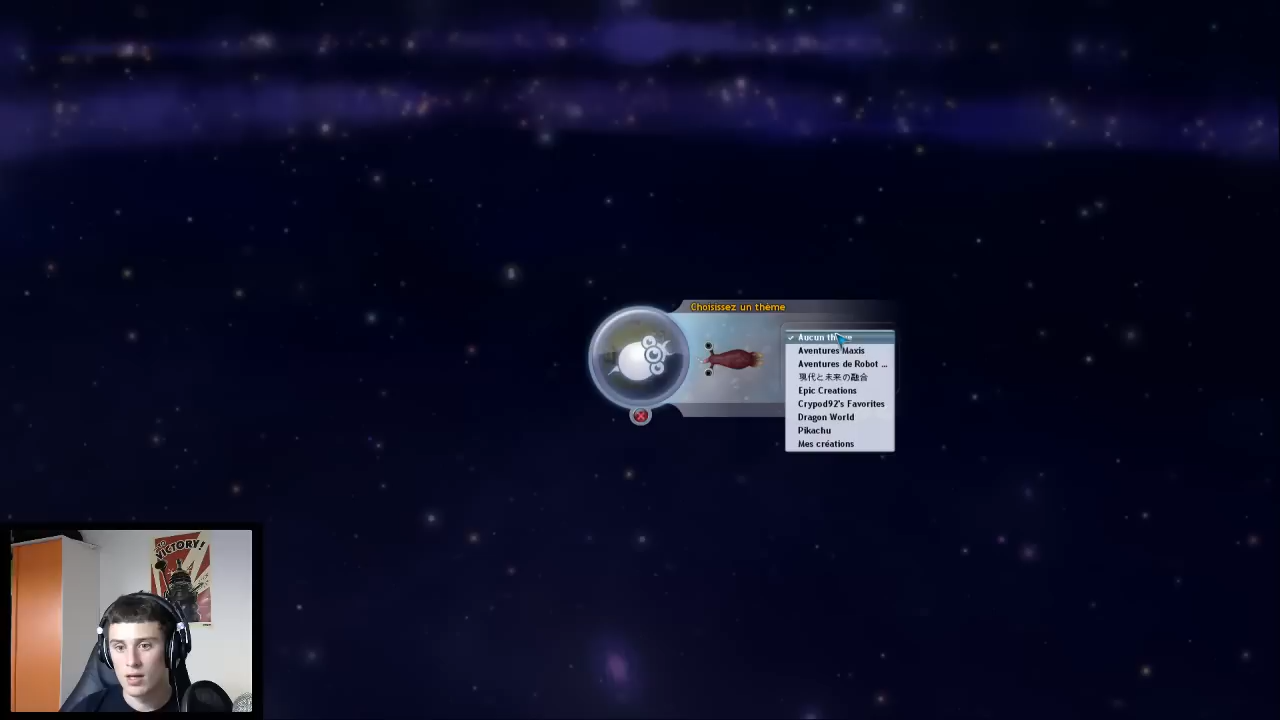 Choisissez un thème
Aucun thème
Aventures Maxis
Aventures de Robot ...
現代と未来の融合
Epic Creations
Crypod92's Favorites
Dragon World
Pikachu
Mes créations
VICTORY!